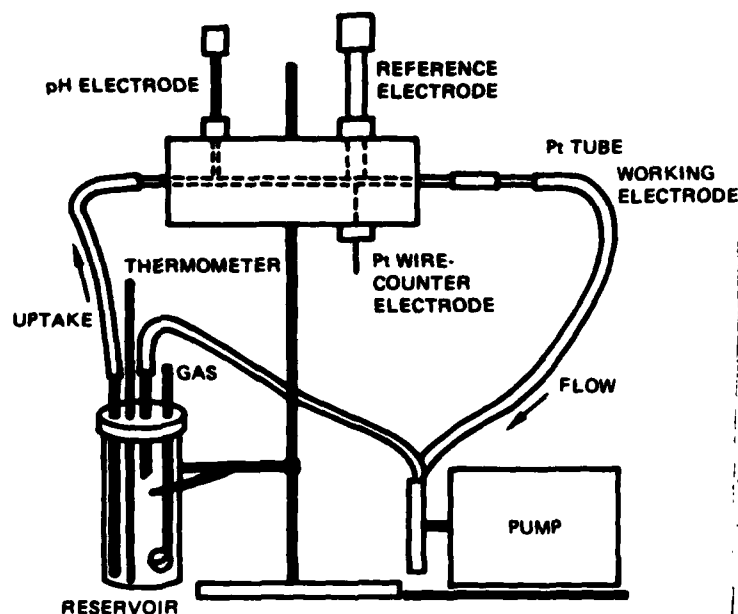 pH ELECTRODE
REFERENCE
ELECTRODE
Pt TUBE
WORKING
ELECTRODE
THERMOMETER
Pt WIRE-
COUNTER
ELECTRODE
UPTAKE
GAS
FLOW
PUMP
RESERVOIR